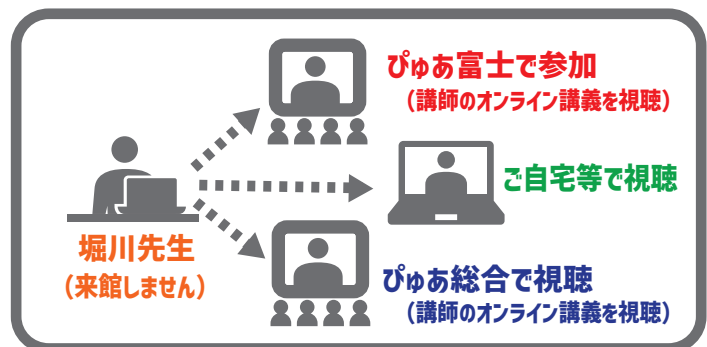 ぴゅあ富士で参加
(講師のオンライン講義を視聴)
ご自宅等で視聴
堀川先生
(来館しません)
ぴゅあ総合で視聴
(講師のオンライン講義を視聴)